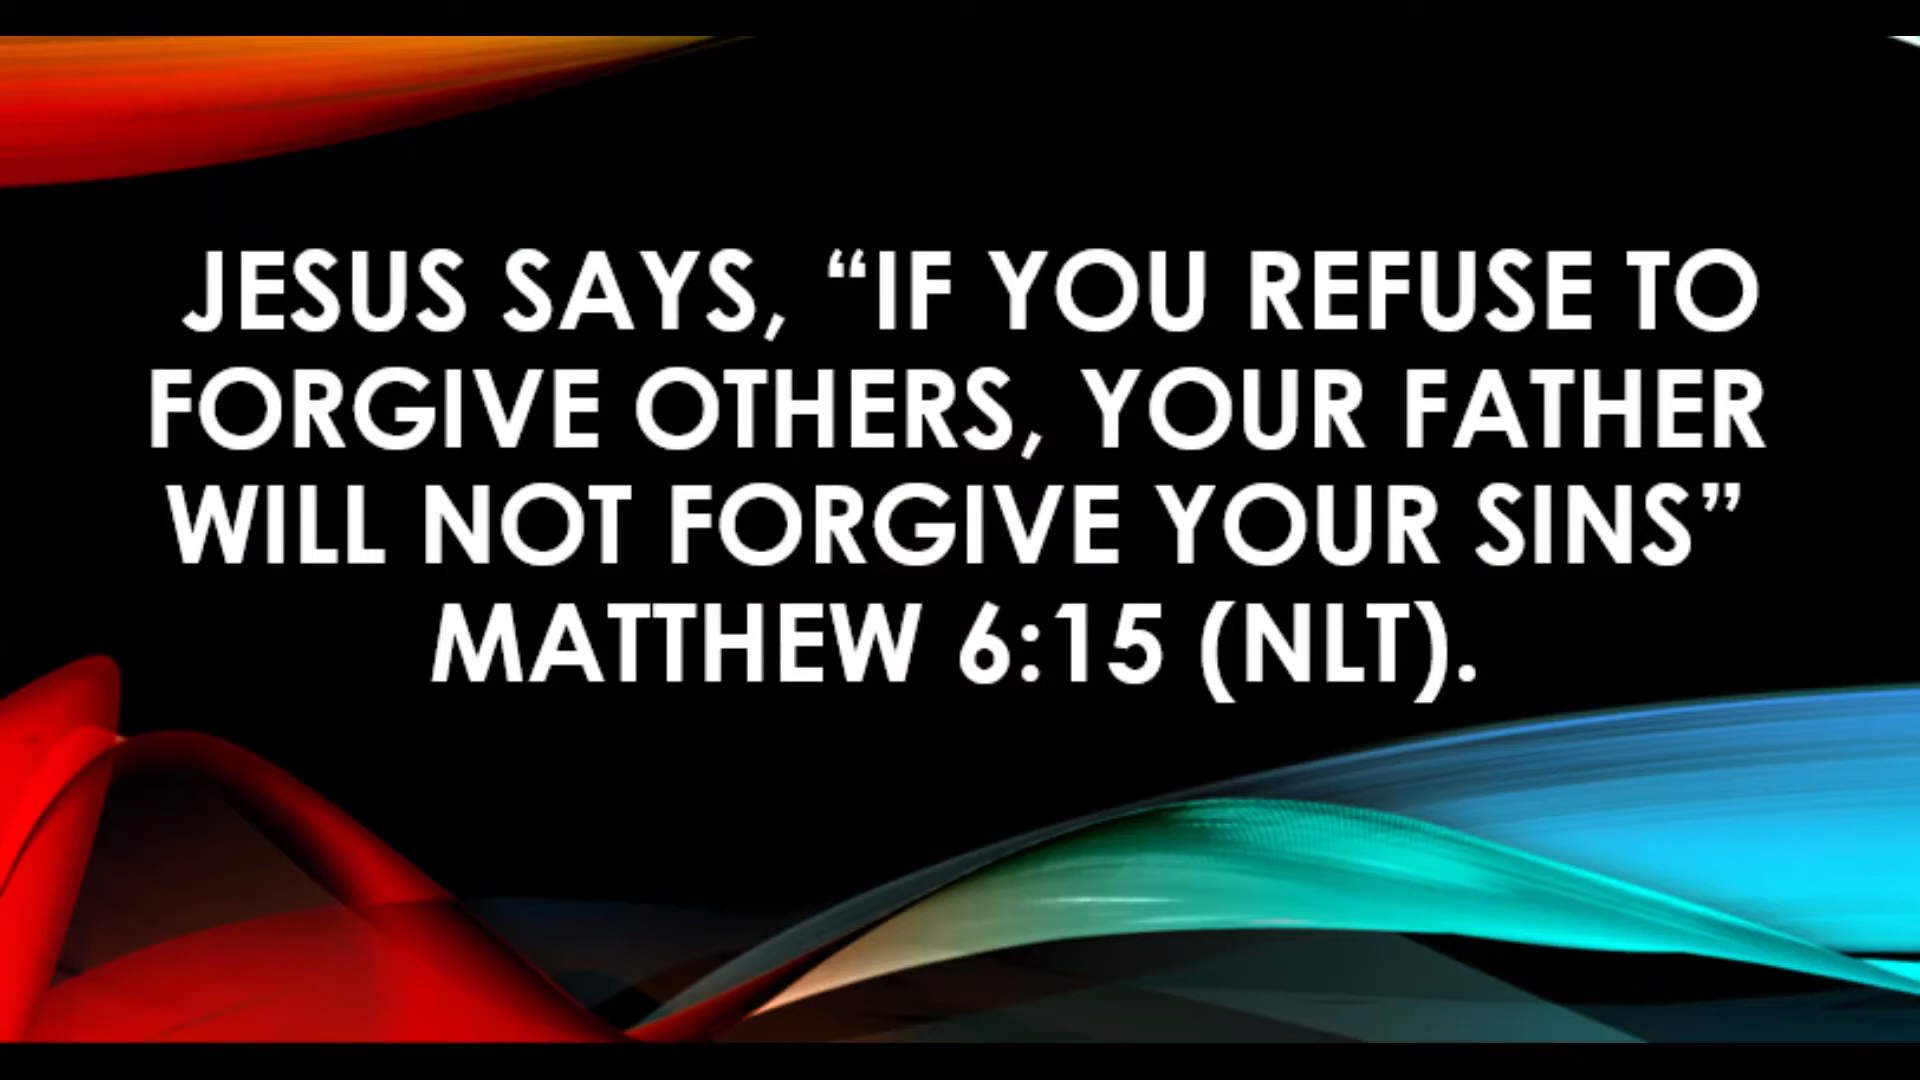 JESUS SAYS, “IF YOU REFUSE TO
FORGIVE OTHERS, YOUR FATHER
WILL NOT FORGIVE YOUR SINS”
MATTHEW 6:15 (NLT).